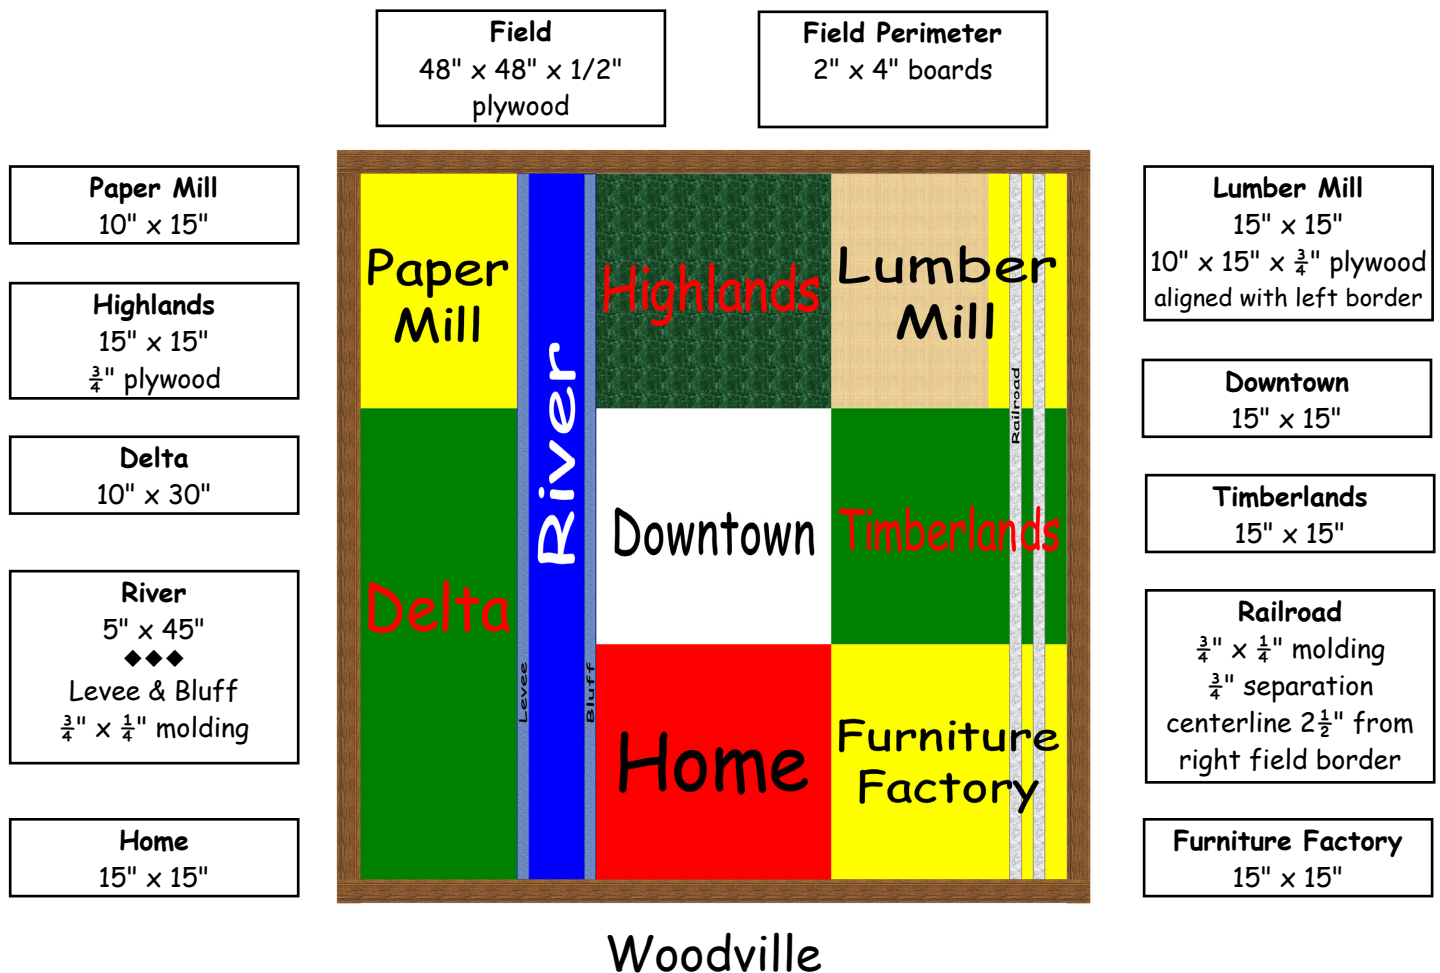 Field
48" x 48" x 1/2"
plywood
Field Perimeter
2" x 4" boards
Paper Mill
10" x 15"
Highlands
15" x 15"
¾" plywood
Delta
10" x 30"
River
5" x 45"
◆◆◆
Levee & Bluff
¾" x ¼" molding
Home
15" x 15"
Paper
Mill
Highlands
Lumber
Mill
River
Railroad
Downtown
Timberlands
Delta
Levee
Bluff
Home
Furniture
Factory
Lumber Mill
15" x 15"
10" x 15" x ¾" plywood
aligned with left border
Downtown
15" x 15"
Timberlands
15" x 15"
Railroad
¾" x ¼" molding
¾" separation
centerline 2½" from
right field border
Furniture Factory
15" x 15"
Woodville